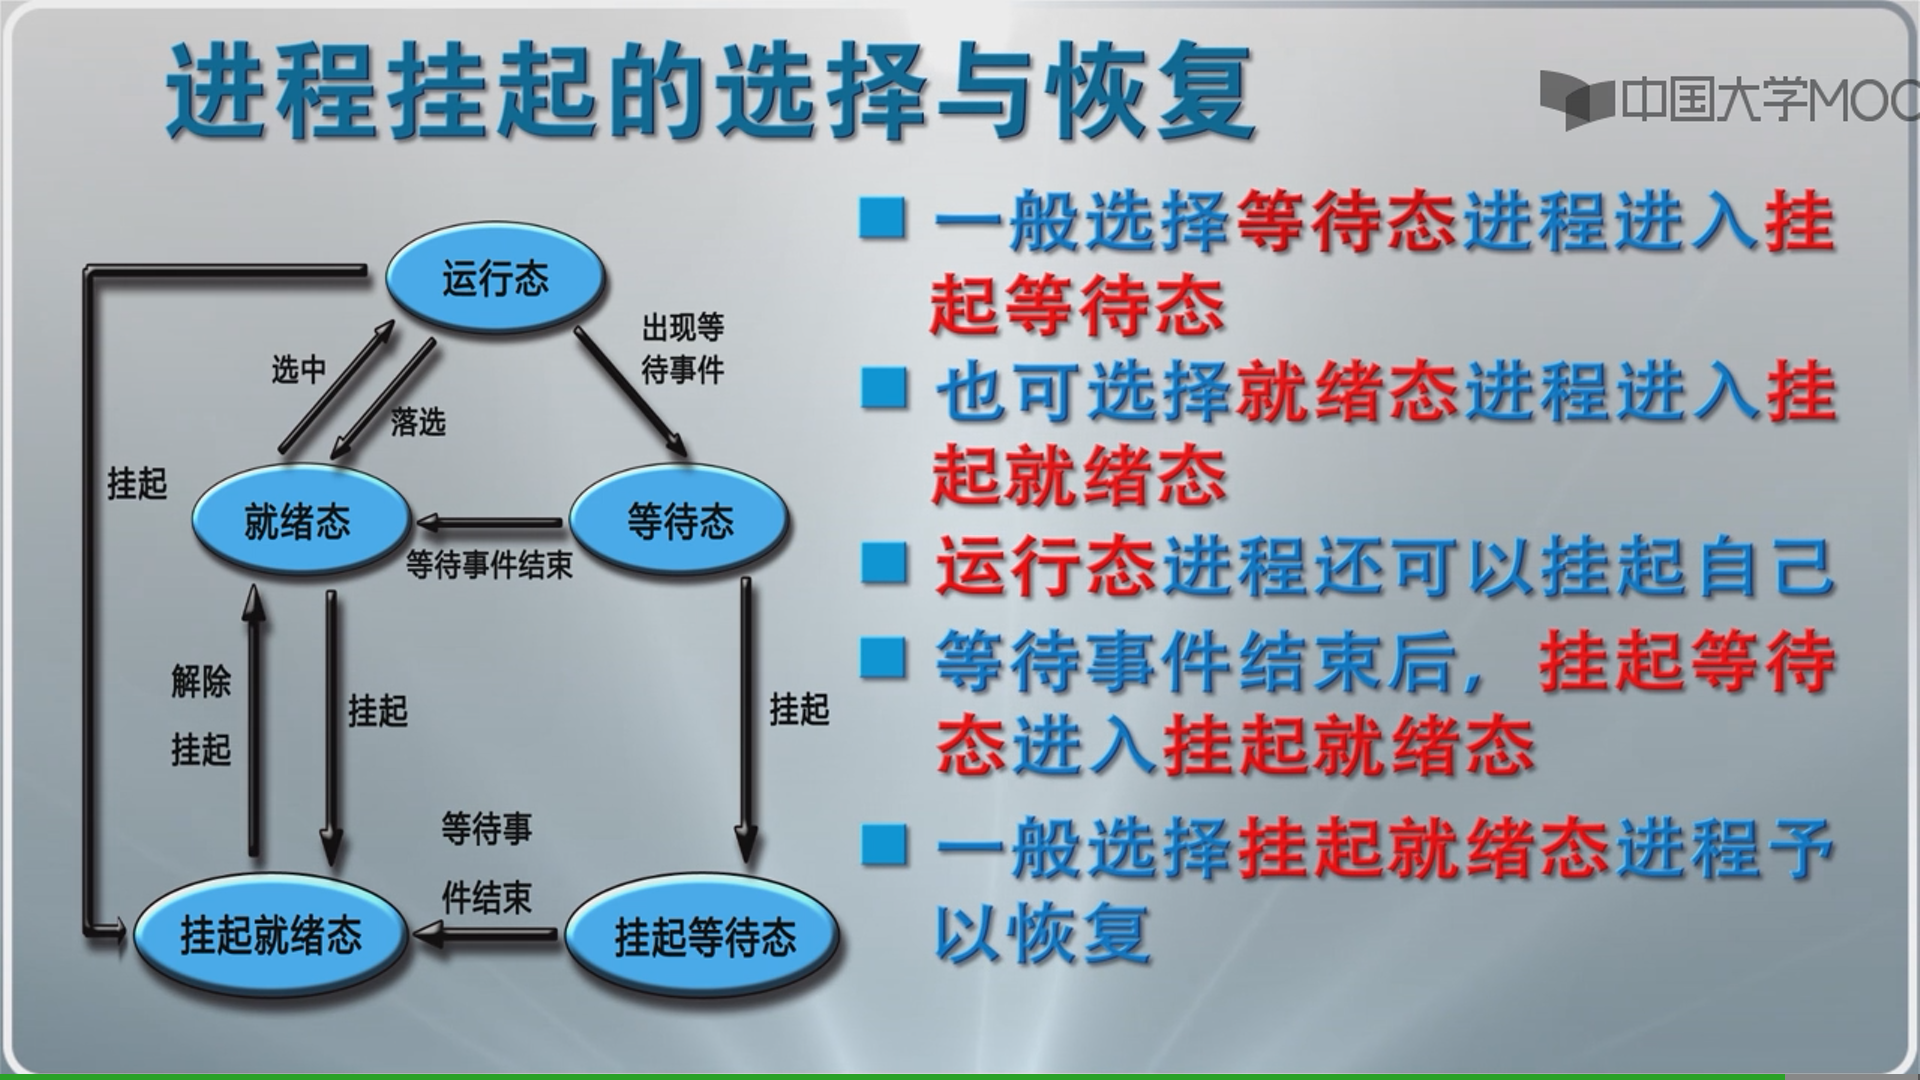 进程挂起的选择与恢复
中国大学MOO
运行态
选中
落选
出现等
待事件
挂起
就绪态
等待态
等待事件结束
解除
挂起
挂起
挂起
等待事
件结束
挂起就绪态
挂起等待态
一般选择等待态进程进入挂
起等待态
也可选择就绪态进程进入挂
起就绪态
运行态进程还可以挂起自己
等待事件结束后，挂起等待
态进入挂起就绪态
一般选择挂起就绪态进程予
以恢复